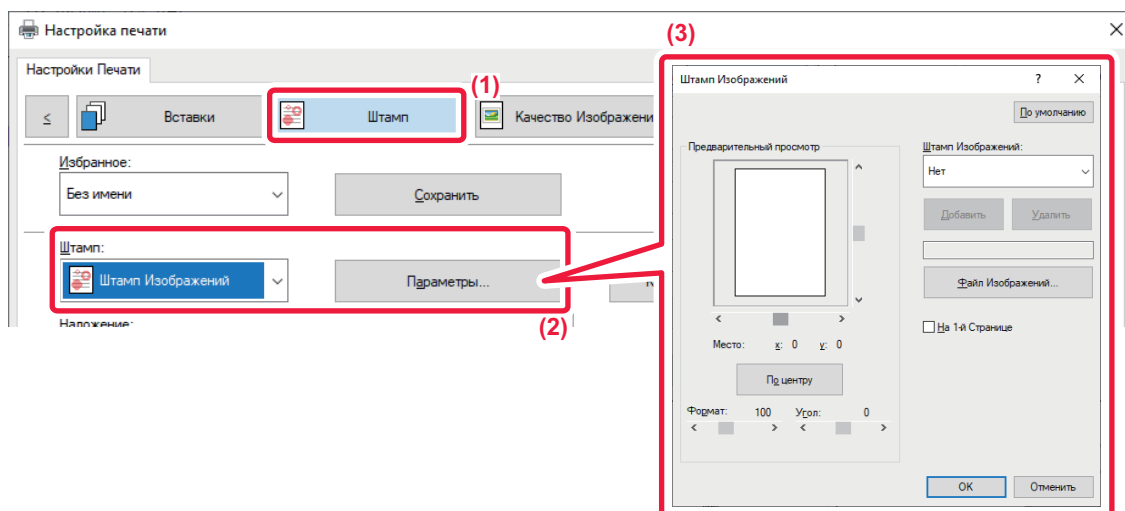 Настройка печати
(3)
Настройки Печати
(1)
<
Вставки
Штамп
Качество Изображени
Избранное:
Без имени
Сохранить
Штамп:
Штамп Изображений
Параметры...
(2)
Наложение:
Штамп Изображений
?
По умолчанию
Предварительный просмотр
Штамп Изображений:
Нет
Добавить
Удалить
Файл Изображений...
На 1-й Странице
Место: x: 0 y: 0
По центру
Формат: 100 Угол: 0
OK
Отменить